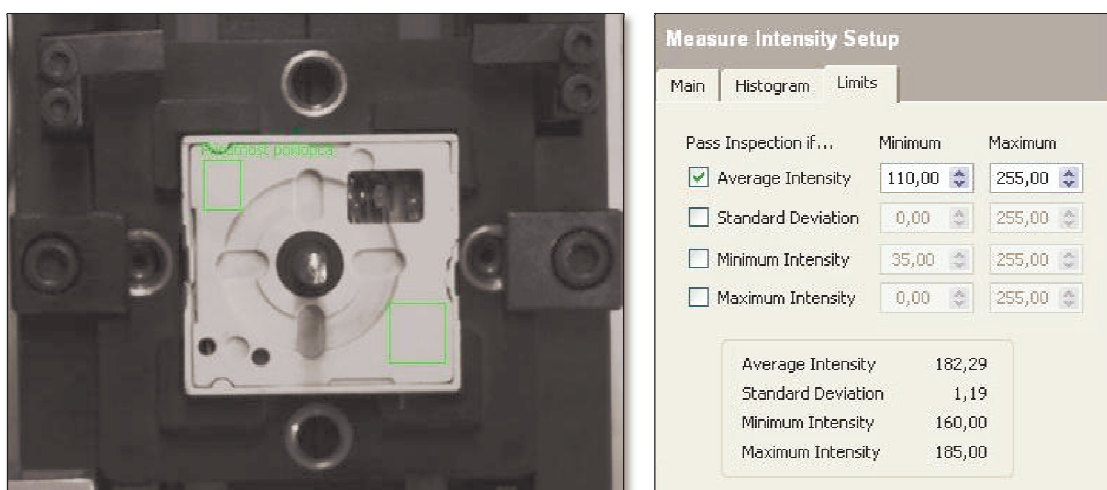 Measure Intensity Setup
Main Histogram Limits
Pass Inspection if... Minimum Maximum
Average Intensity 110,00 255,00
Standard Deviation 0,00 255,00
Minimum Intensity 35,00 255,00
Maximum Intensity 0,00 255,00
Average Intensity 182,29
Standard Deviation 1,19
Minimum Intensity 160,00
Maximum Intensity 185,00